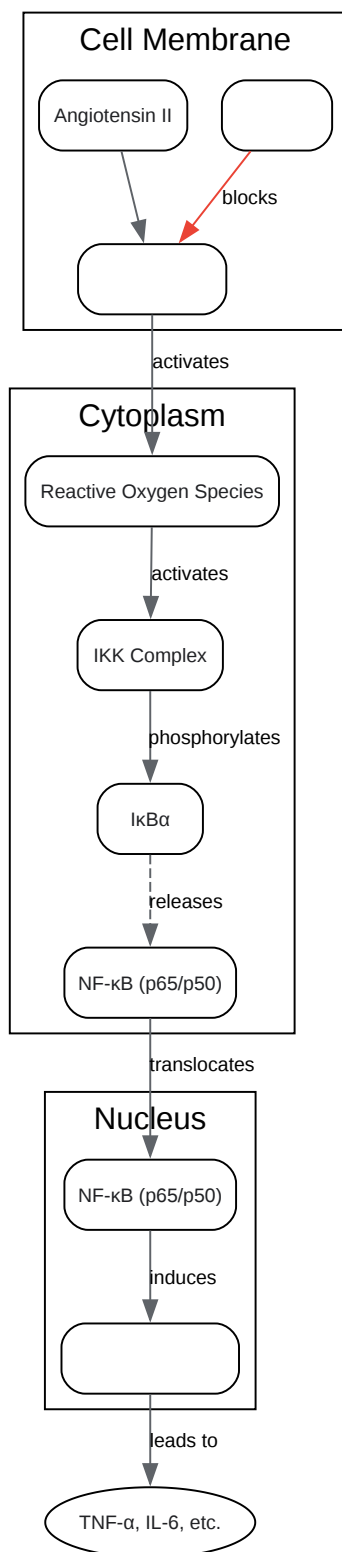 Cell Membrane
Angiotensin II
blocks
activates
Cytoplasm
Reactive Oxygen Species
activates
IKK Complex
phosphorylates
IκBα
releases
NF-κB (p65/p50)
translocates
Nucleus
NF-κB (p65/p50)
induces
leads to
TNF-α, IL-6, etc.